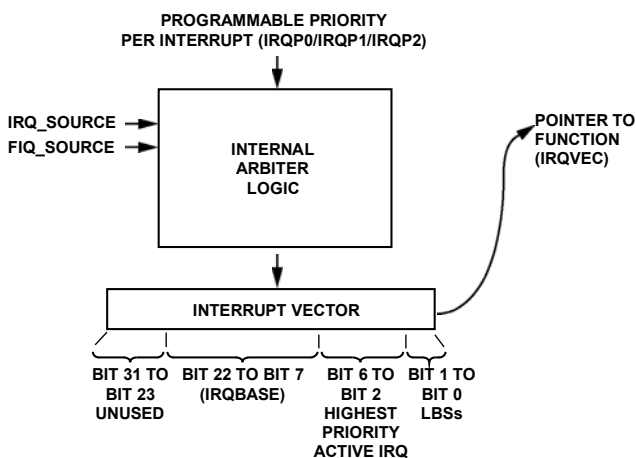 PROGRAMMABLE PRIORITY
PER INTERRUPT (IRQP0/IRQP1/IRQP2)
IRQ_SOURCE
FIQ_SOURCE
INTERNAL
ARBITER
LOGIC
POINTER TO
FUNCTION
(IRQVEC)
INTERRUPT VECTOR
BIT 31 TO
BIT 23
UNUSED
BIT 22 TO BIT 7
(IRQBASE)
BIT 6 TO
BIT 2
HIGHEST
PRIORITY
ACTIVE IRQ
BIT 1 TO
BIT 0
LBSs